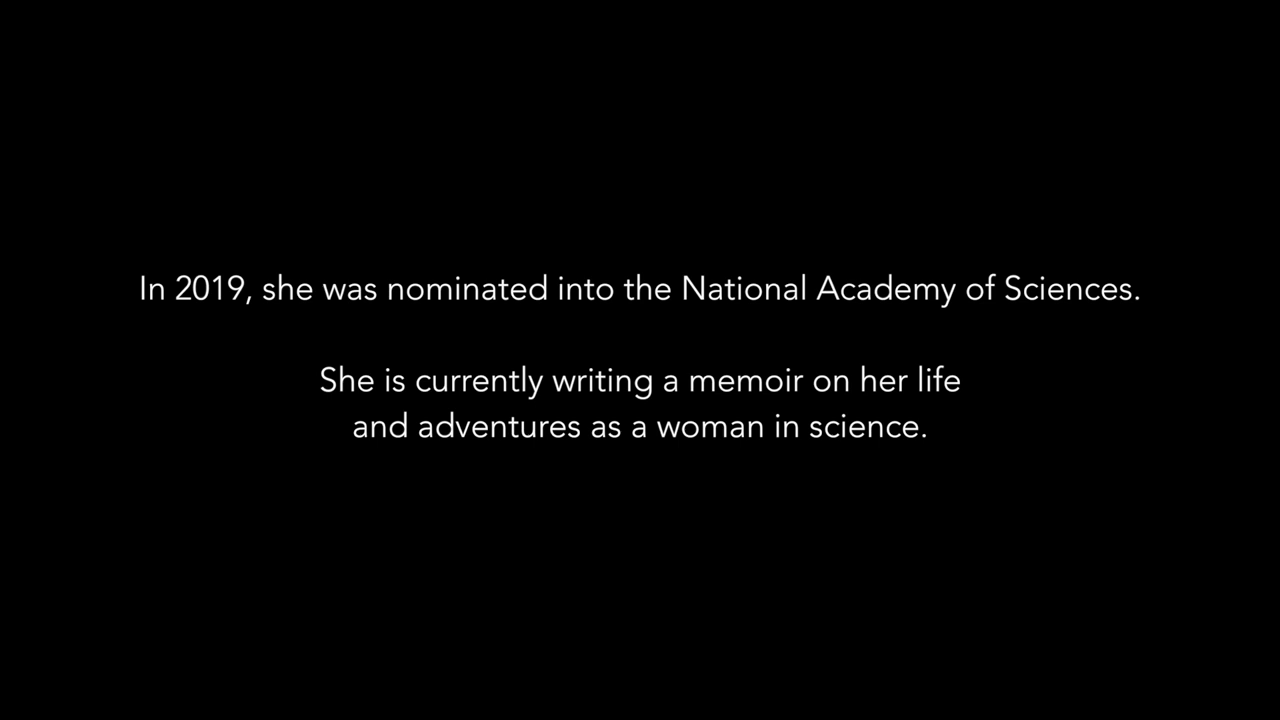 In 2019, she was nominated into the National Academy of Sciences.
She is currently writing a memoir on her life
and adventures as a woman in science.